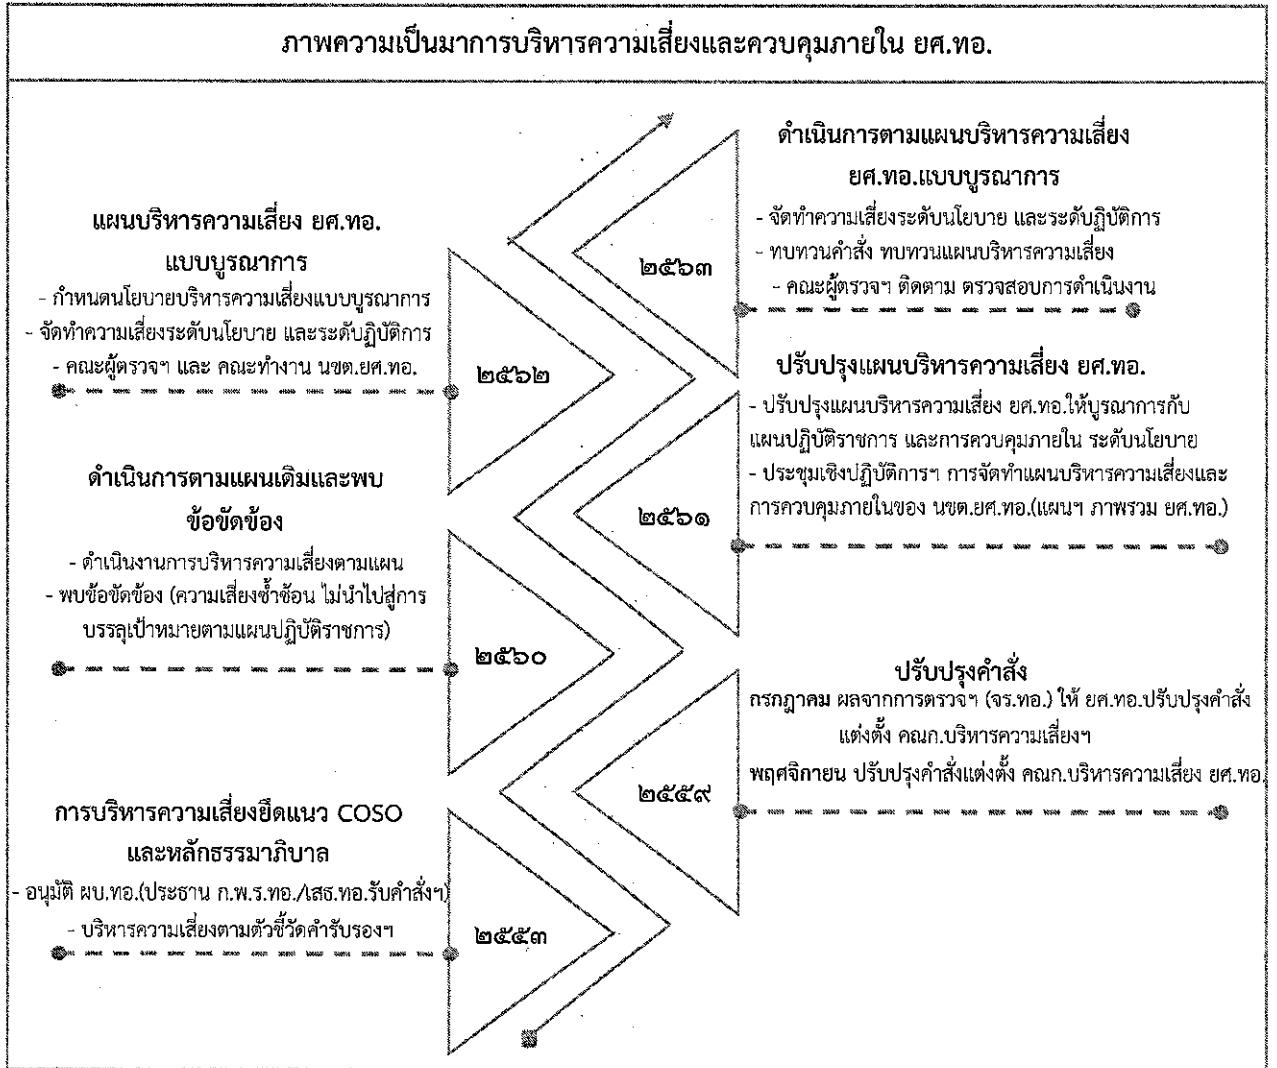 ภาพความเป็นมาการบริหารความเสี่ยงและควบคุมภายใน ยศ.ทอ.
ดำเนินการตามแผนบริหารความเสี่ยง
ยศ.ทอ.แบบบูรณาการ
- จัดทำความเสี่ยงระดับนโยบาย และระดับฏิบัติการ
- ทบทวนคำสั่ง ทบทวนแผนบริหารความเสี่ยง
- คณะผู้ตรวจฯ ติดตาม ตรวจสอบการดำเนินงาน
๒๕๖๓
แผนบริหารความเสี่ยง ยศ.ทอ.
แบบบูรณาการ
- กำหนดนโยบายบริหารความเสี่ยงแบบบูรณาการ
- จัดทำความเสี่ยงระดับนโยบาย และระดับฏิบัติการ
- คณะผู้ตรวจฯ และ คณะทำงาน นขต.ยศ.ทอ.
๒๕๖๒
ปรับปรุงแผนบริหารความเสี่ยง ยศ.ทอ.
- ปรับปรุงแผนบริหารความเสี่ยง ยศ.ทอ.ให้บูรณาการกับ
แผนปฏิบัติราชการ และการควบคุมภายใน ระดับนโยบาย
- ประชุมเชิงปฏิบัติการฯ การจัดทำแผนบริหารความเสี่ยงและ
การควบคุมภายในของ นขต.ยศ.ทอ.(แผนฯ ภาพรวม ยศ.ทอ.)
๒๕๖๑
ดำเนินการตามแผนเดิมและพบ
ข้อขัดข้อง
- ดำเนินงานการบริหารความเสี่ยงตามแผน
- พบข้อขัดข้อง (ความเสี่ยงซ้ำซ้อน ไม่นำไปสู่การ
บรรลุเป้าหมายตามแผนปฏิบัติราชการ)
๒๕๖๐
ปรับปรุงคำสั่ง
กรกฎาคม ผลจากการตรวจฯ (จร.ทอ.) ให้ ยศ.ทอ.ปรับปรุงคำสั่ง
แต่งตั้ง คณก.บริหารความเสี่ยงฯ
พฤศจิกายน ปรับปรุงคำสั่งแต่งตั้ง คณก.บริหารความเสี่ยง ยศ.ทอ.
๒๕๕๙
การบริหารความเสี่ยงยึดแนว COSO
และหลักธรรมาภิบาล
- อนุมัติ ผบ.ทอ.(ประธาน ก.พ.ร.ทอ./เสธ.ทอ.รับคำสั่งฯ)
- บริหารความเสี่ยงตามตัวชี้วัดคำรับรองฯ
๒๕๕๓